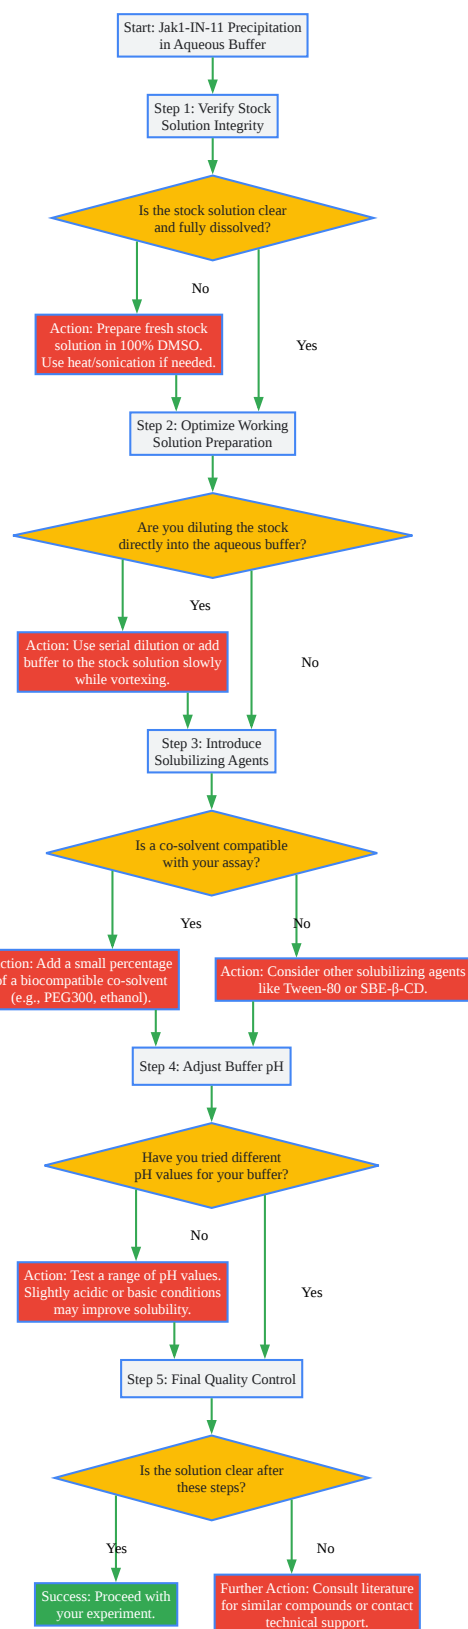 Start: Jak1-IN-11 Precipitation
in Aqueous Buffer
Step 1: Verify Stock
Solution Integrity
Is the stock solution clear
and fully dissolved?
No
Yes
Action: Prepare fresh stock
solution in 100% DMSO.
Use heat/sonication if needed.
Step 2: Optimize Working
Solution Preparation
Are you diluting the stock
directly into the aqueous buffer?
Yes
No
Action: Use serial dilution or add
buffer to the stock solution slowly
while vortexing.
Step 3: Introduce
Solubilizing Agents
Is a co-solvent compatible
with your assay?
Yes
No
ction: Add a small percentage
of a biocompatible co-solvent
(e.g., PEG300, ethanol).
Action: Consider other solubilizing agents
like Tween-80 or SBE-β-CD.
Step 4: Adjust Buffer pH
Have you tried different
pH values for your buffer?
No
Yes
Action: Test a range of pH values.
Slightly acidic or basic conditions
may improve solubility.
Step 5: Final Quality Control
Is the solution clear after
these steps?
Yes
No
Success: Proceed with
your experiment.
Further Action: Consult literature
for similar compounds or contact
technical support.